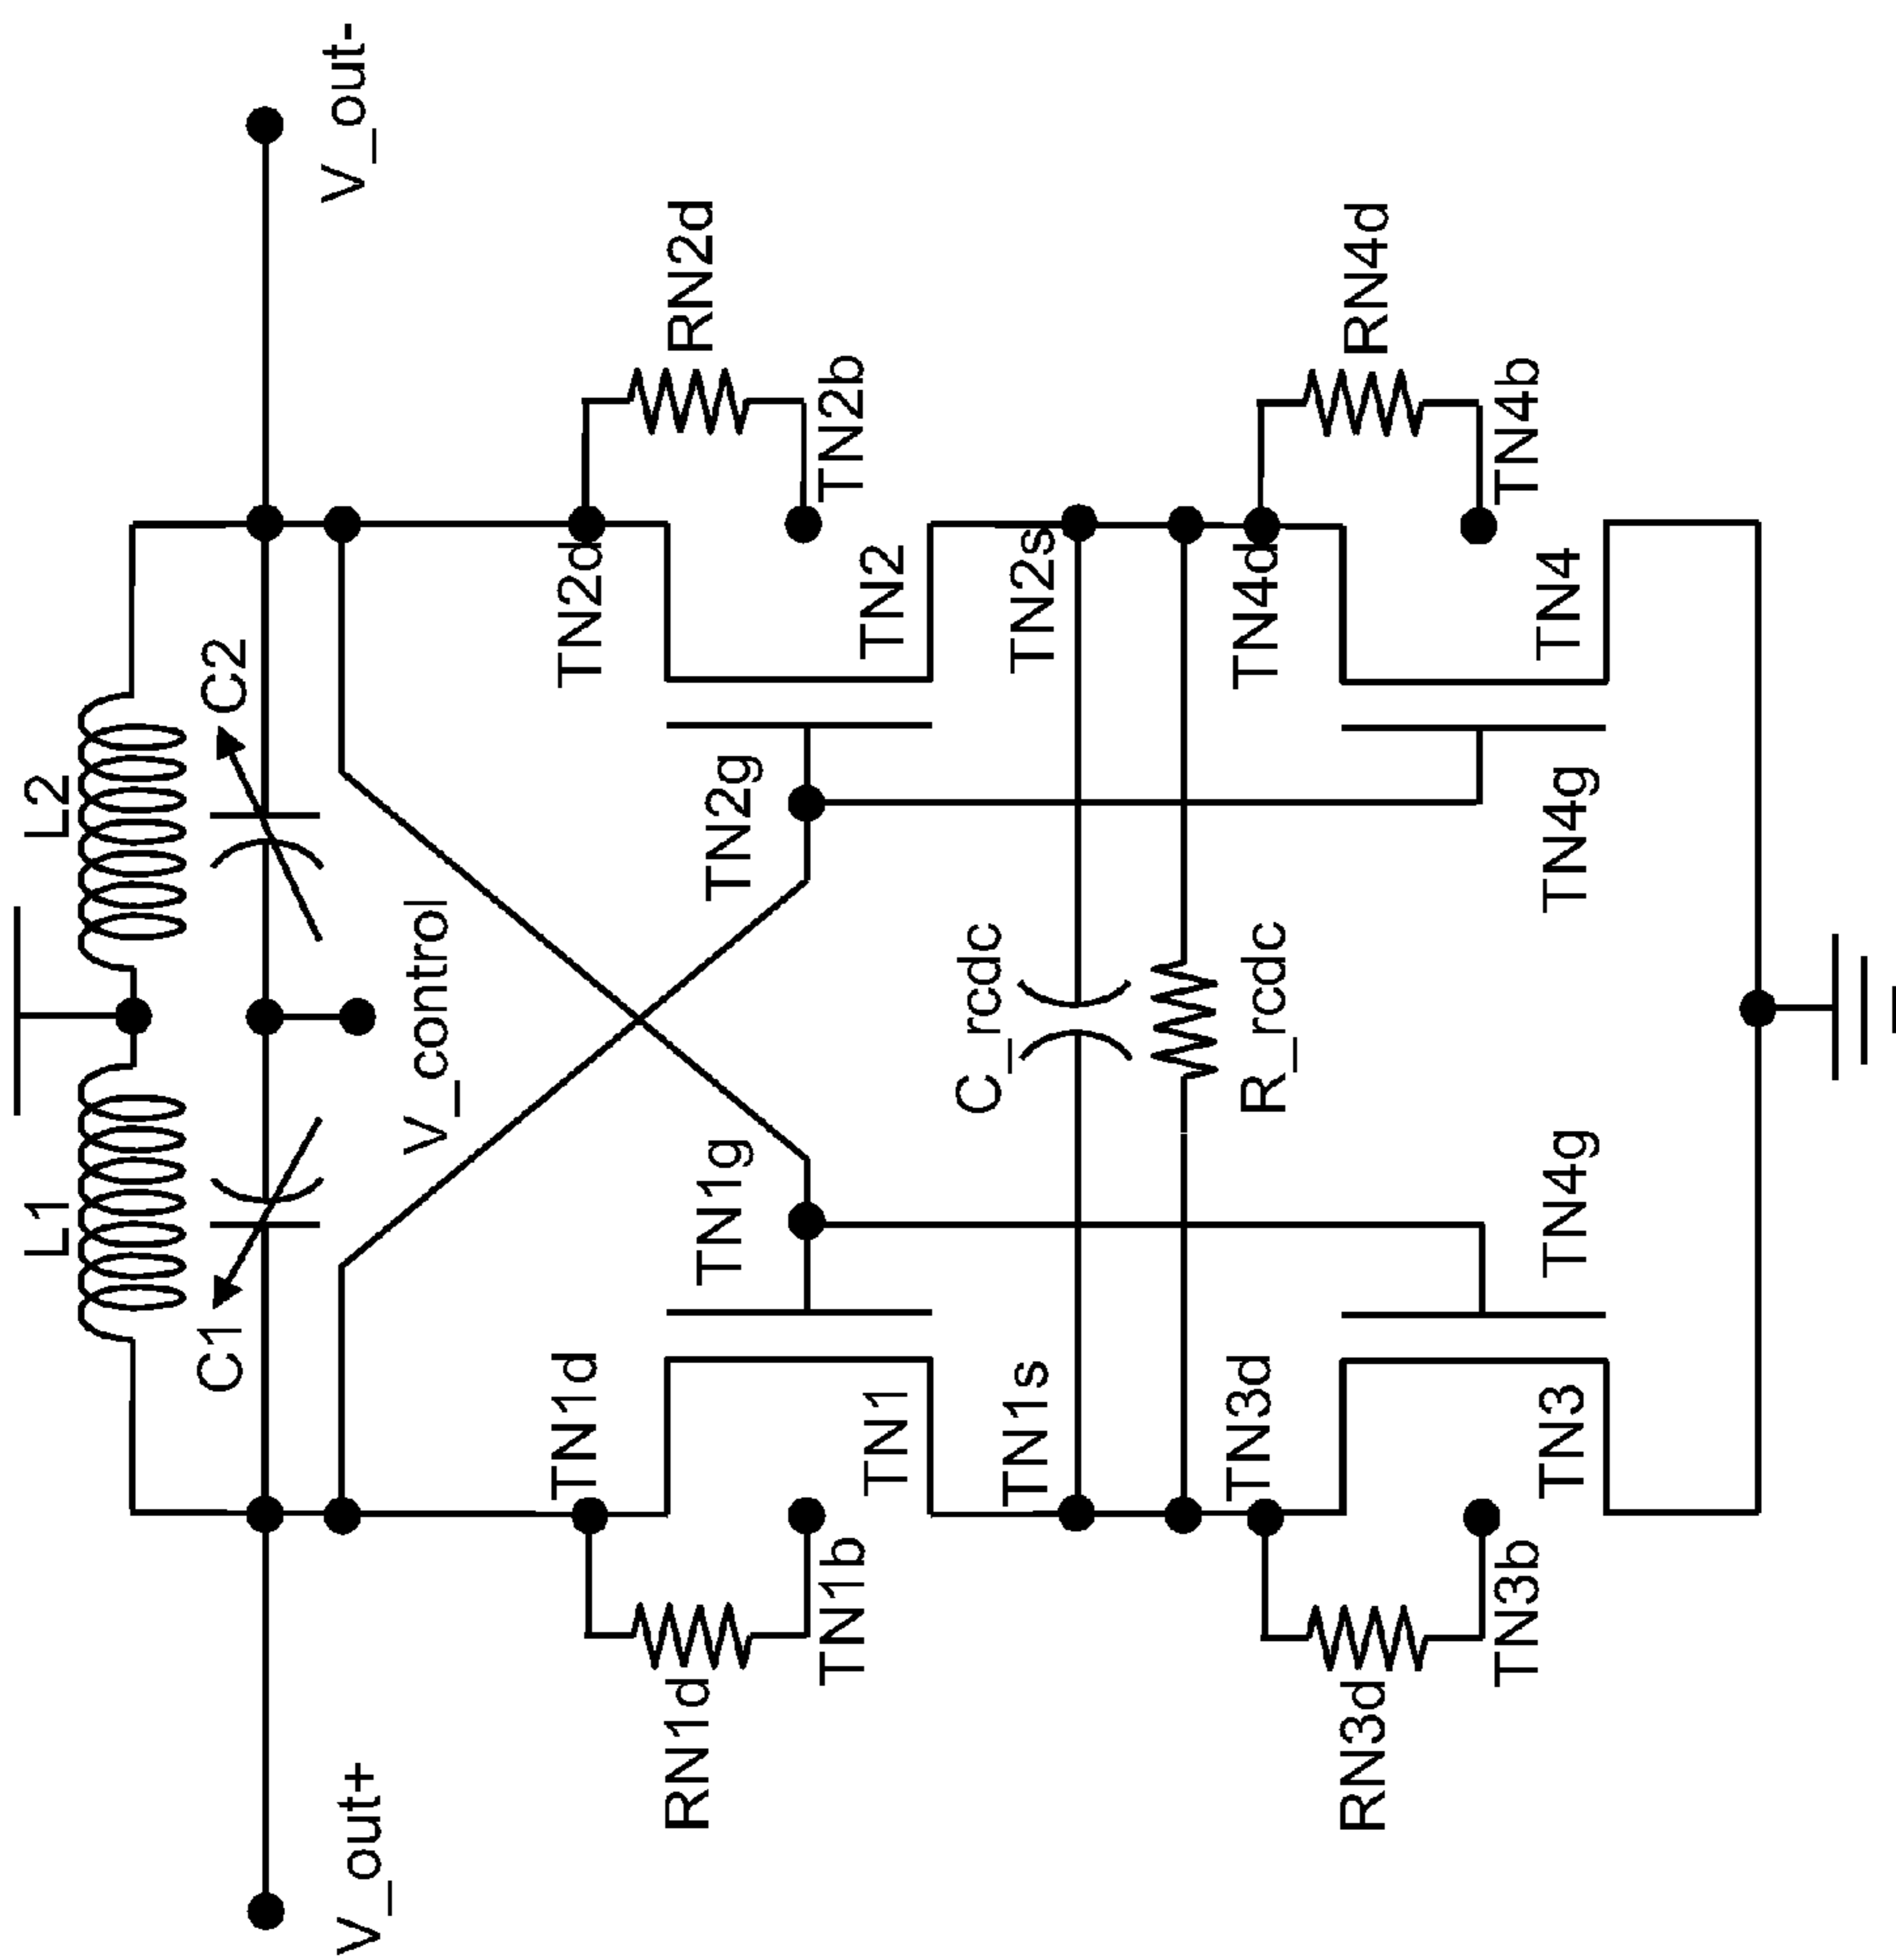 L1
L2
C1
C2
V_out+
V_control
V_out-
TN1d
TN2d
RN1d
TN1g
TN2g
RN2d
TN1b
TN1
TN2
TN2b
C_rcdc
TN1s
TN2s
TN3d
R_rcdc
TN4d
RN3d
RN4d
TN3b
TN3
TN4g
TN4g
TN4
TN4b